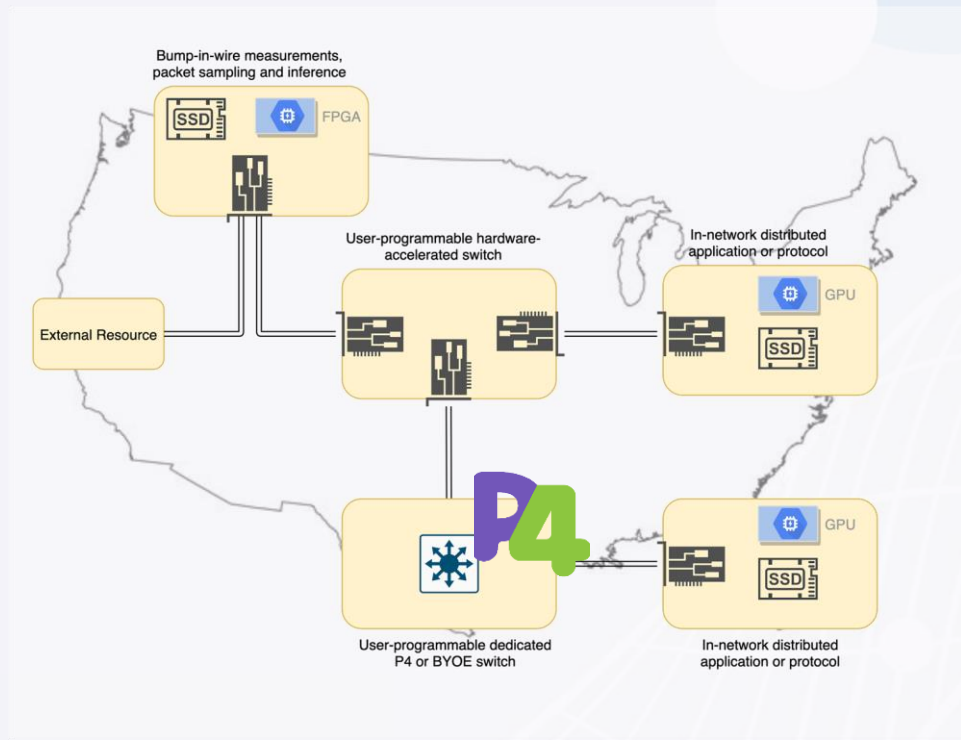 Bump-in-wire measurements,
packet sampling and inference
SSD
FPGA
User-programmable hardware-
accelerated switch
In-network distributed
application or protocol
GPU
SSD
External Resource
P4
GPU
SSD
User-programmable dedicated
P4 or BYOE switch
In-network distributed
application or protocol